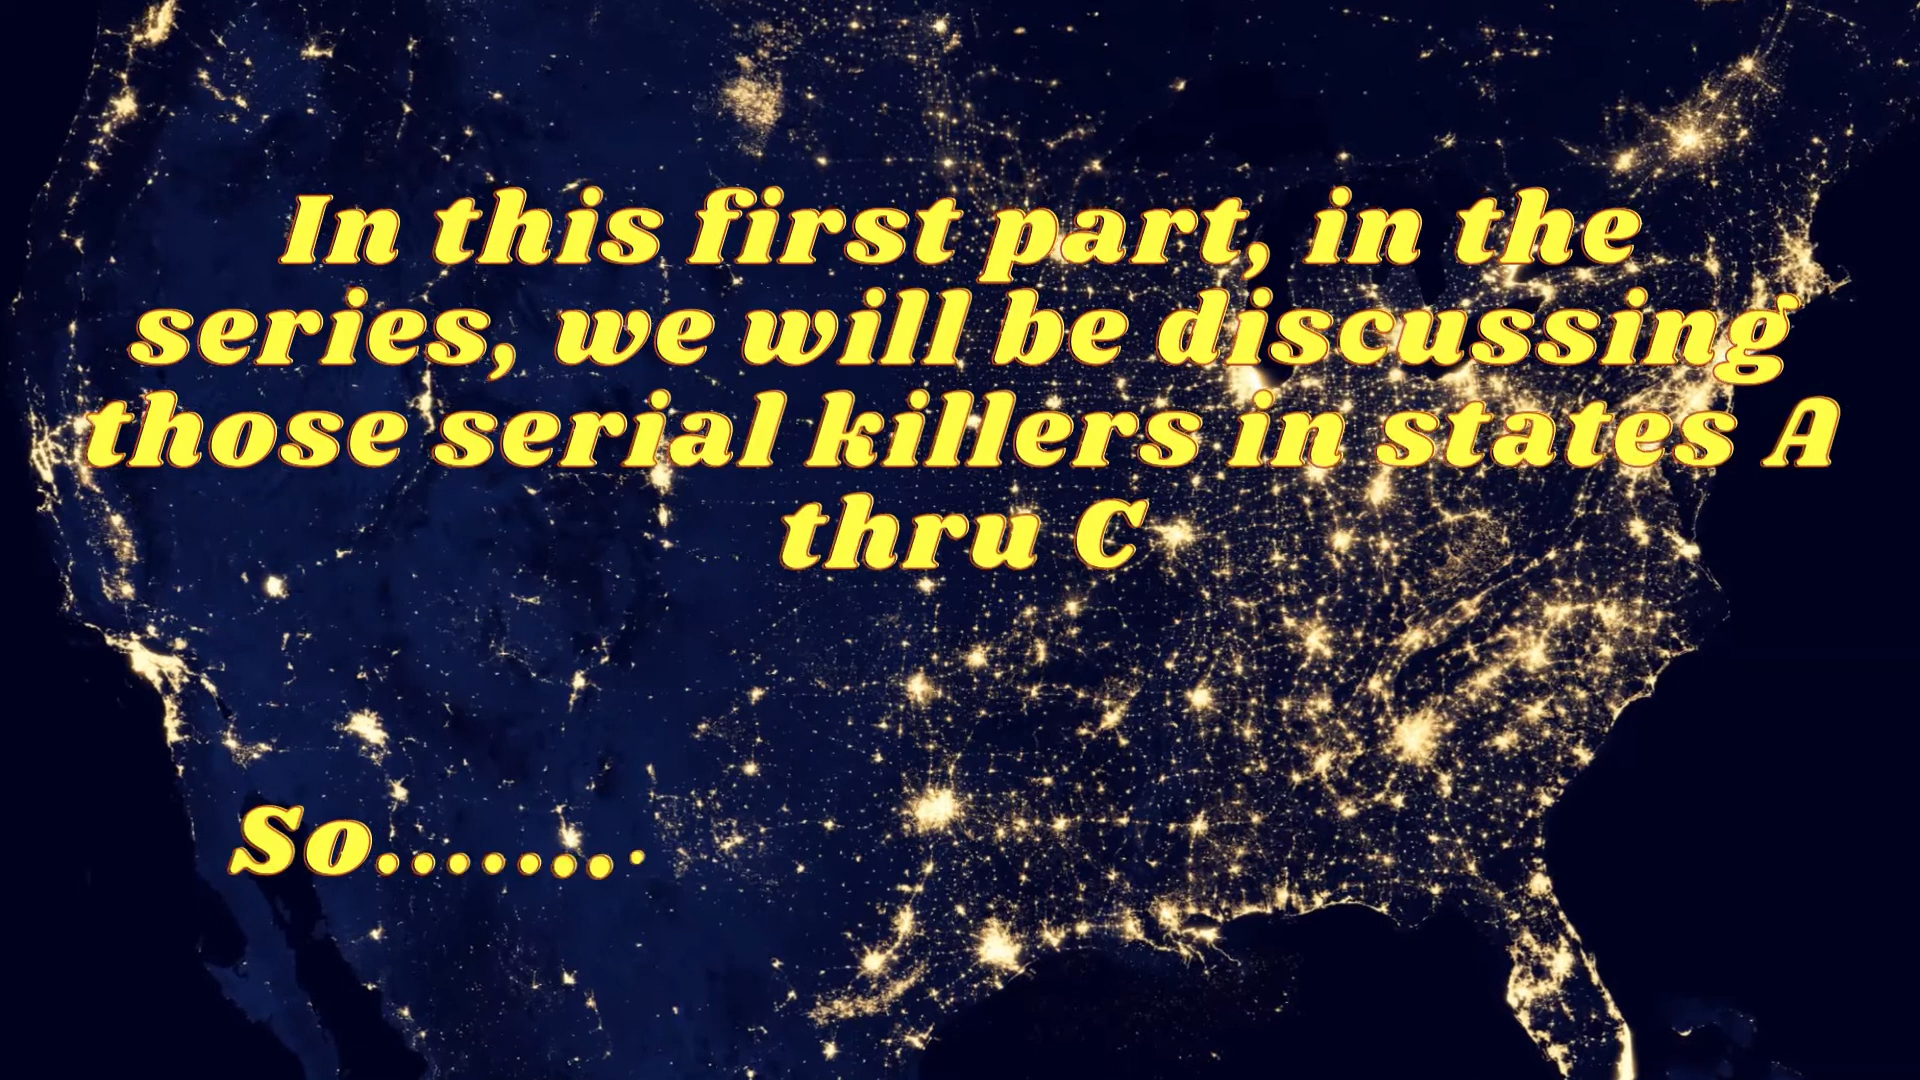 In this first part, in the
series, we will be discussing
those serial killers in states A
thru C
So........